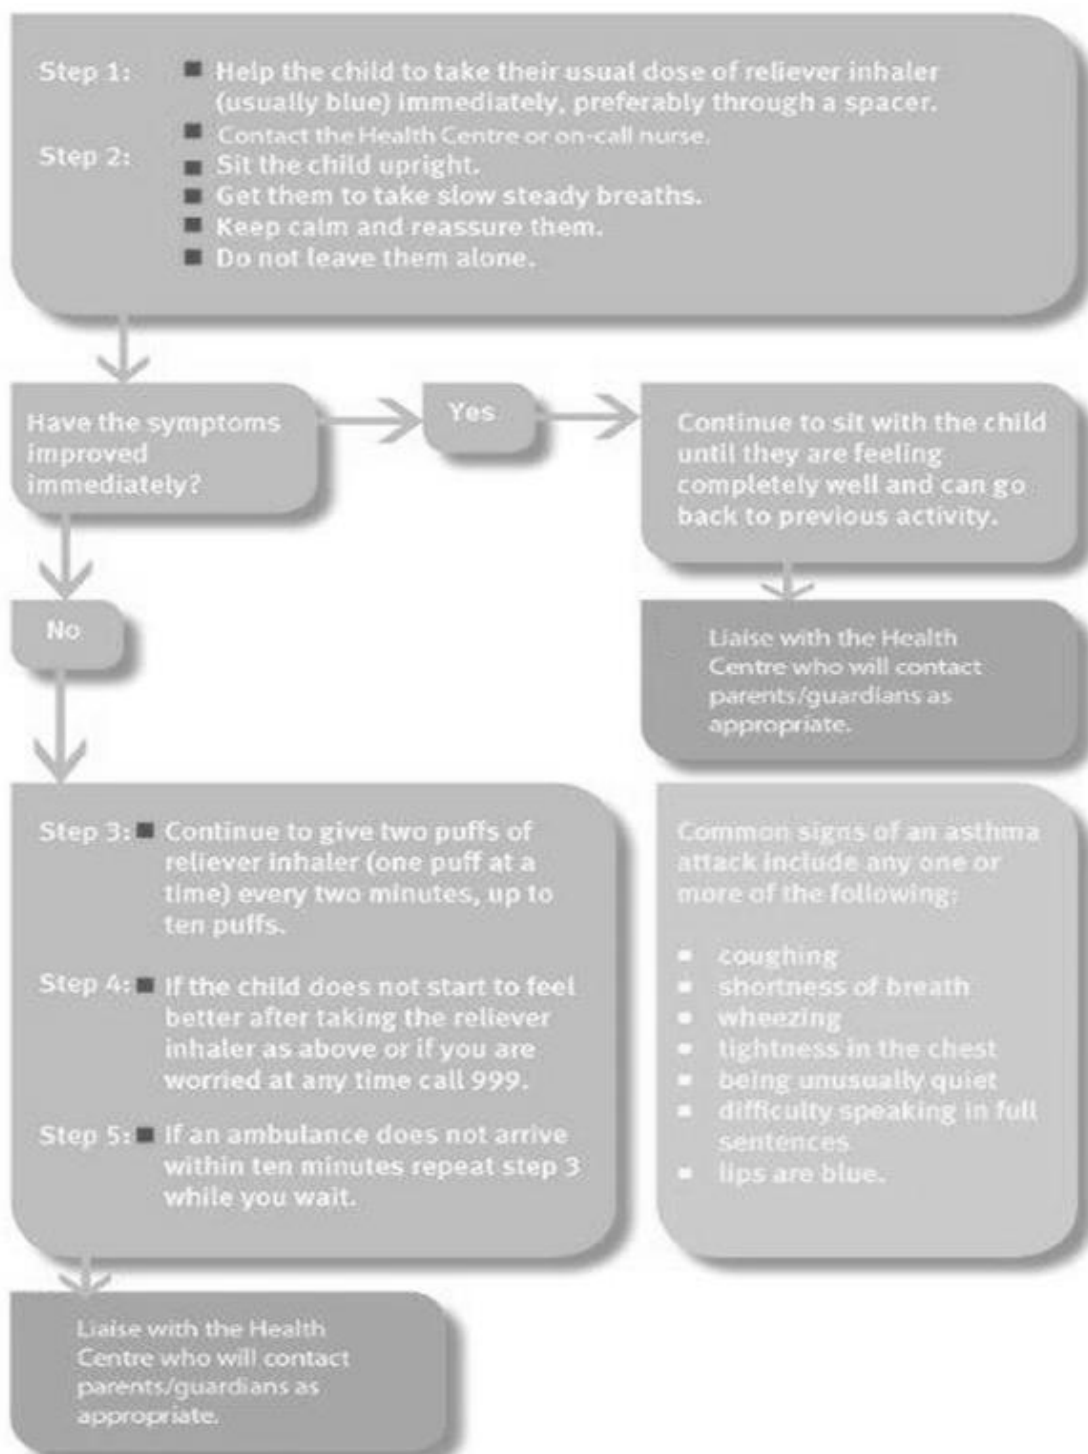 Step 1:
■ Help the child to take their usual dose of reliever inhaler
(usually blue) immediately, preferably through a spacer.
■ Contact the Health Centre or on-call nurse.
Step 2:
■ Sit the child upright.
■ Get them to take slow steady breaths.
■ Keep calm and reassure them.
■ Do not leave them alone.
Have the symptoms
improved
immediately?
Yes
Continue to sit with the child
until they are feeling
completely well and can go
back to previous activity.
Liaise with the Health
Centre who will contact
parents/guardians as
appropriate.
No
Step 3: ■ Continue to give two puffs of
reliever inhaler (one puff at a
time) every two minutes, up to
ten puffs.
Step 4: ■ If the child does not start to feel
better after taking the reliever
inhaler as above or if you are
worried at any time call 999.
Step 5: ■ If an ambulance does not arrive
within ten minutes repeat step 3
while you wait.
Liaise with the Health
Centre who will contact
parents/guardians as
appropriate.
Common signs of an asthma
attack include any one or
more of the following:
▪ coughing
▪ shortness of breath
▪ wheezing
▪ tightness in the chest
▪ being unusually quiet
▪ difficulty speaking in full
sentences
▪ lips are blue.